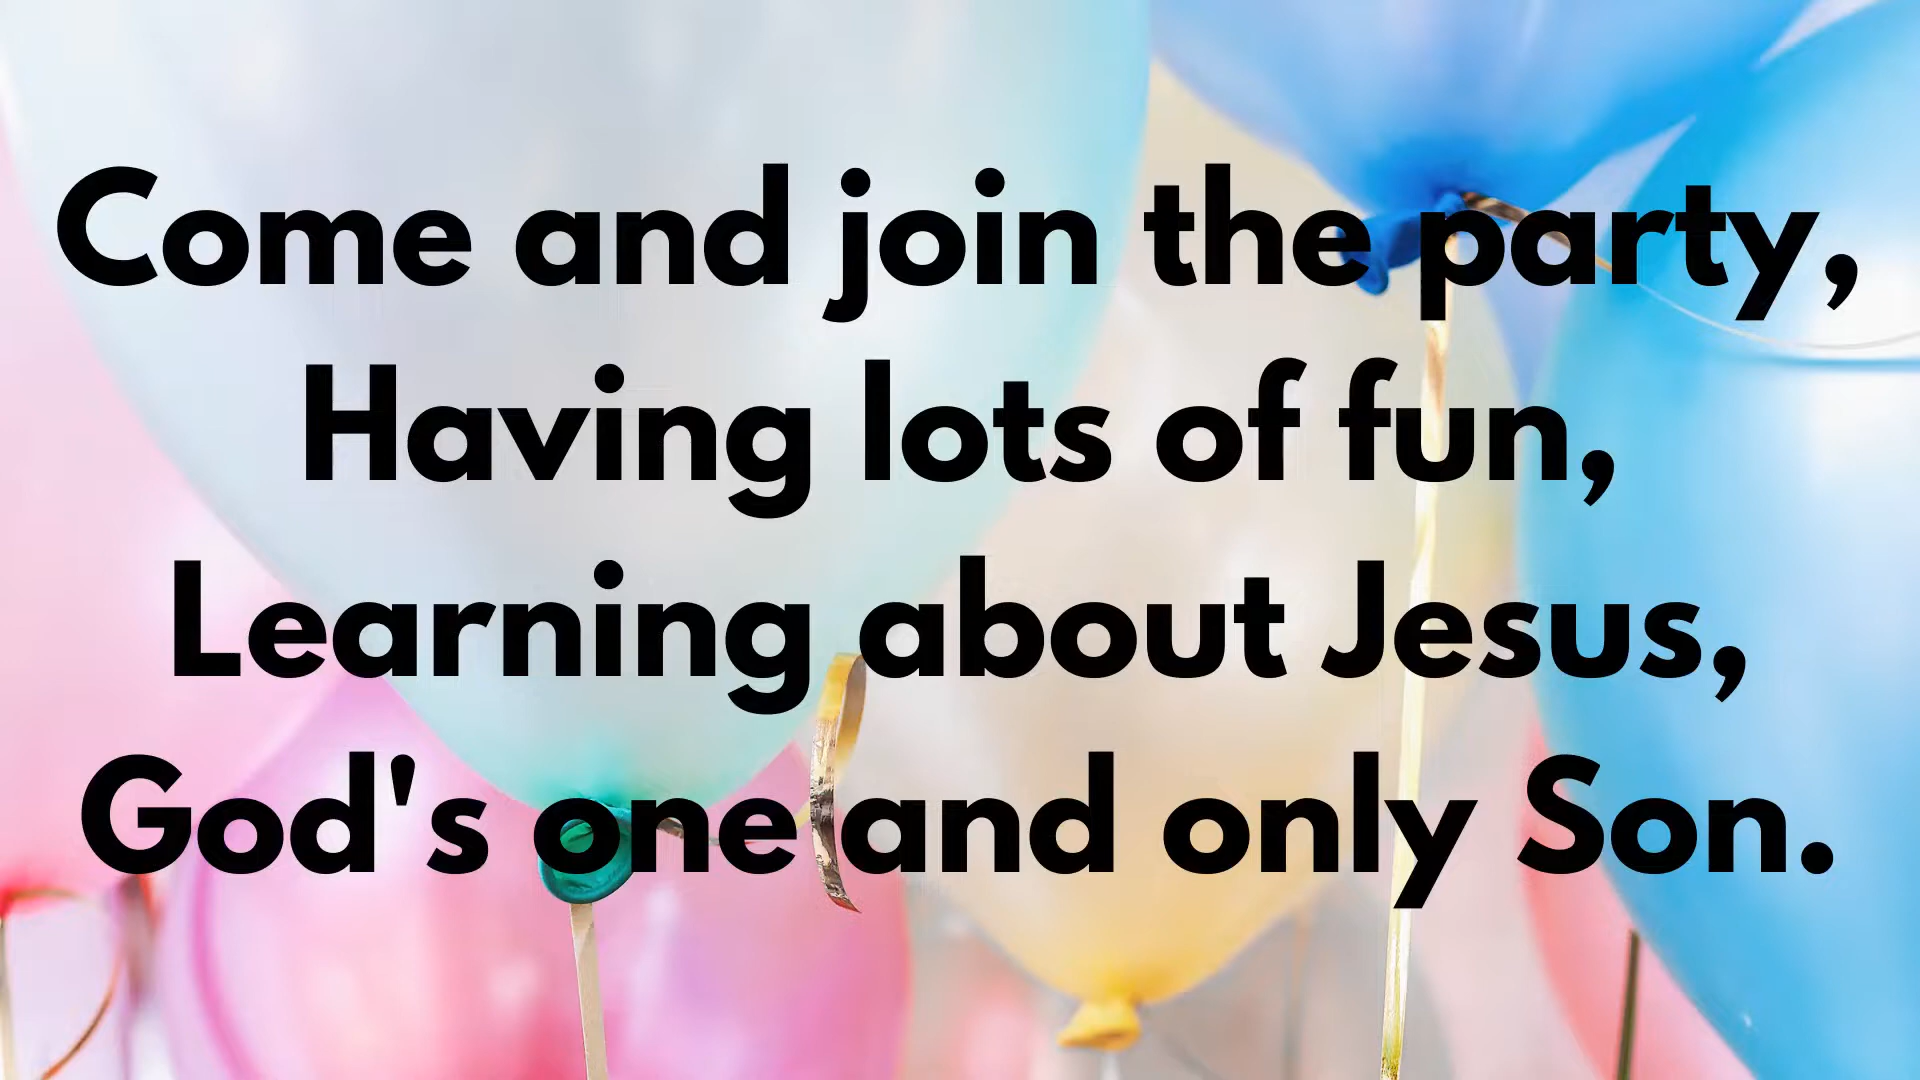 Come and join the party,
Having lots of fun,
Learning about Jesus,
God's one and only Son.